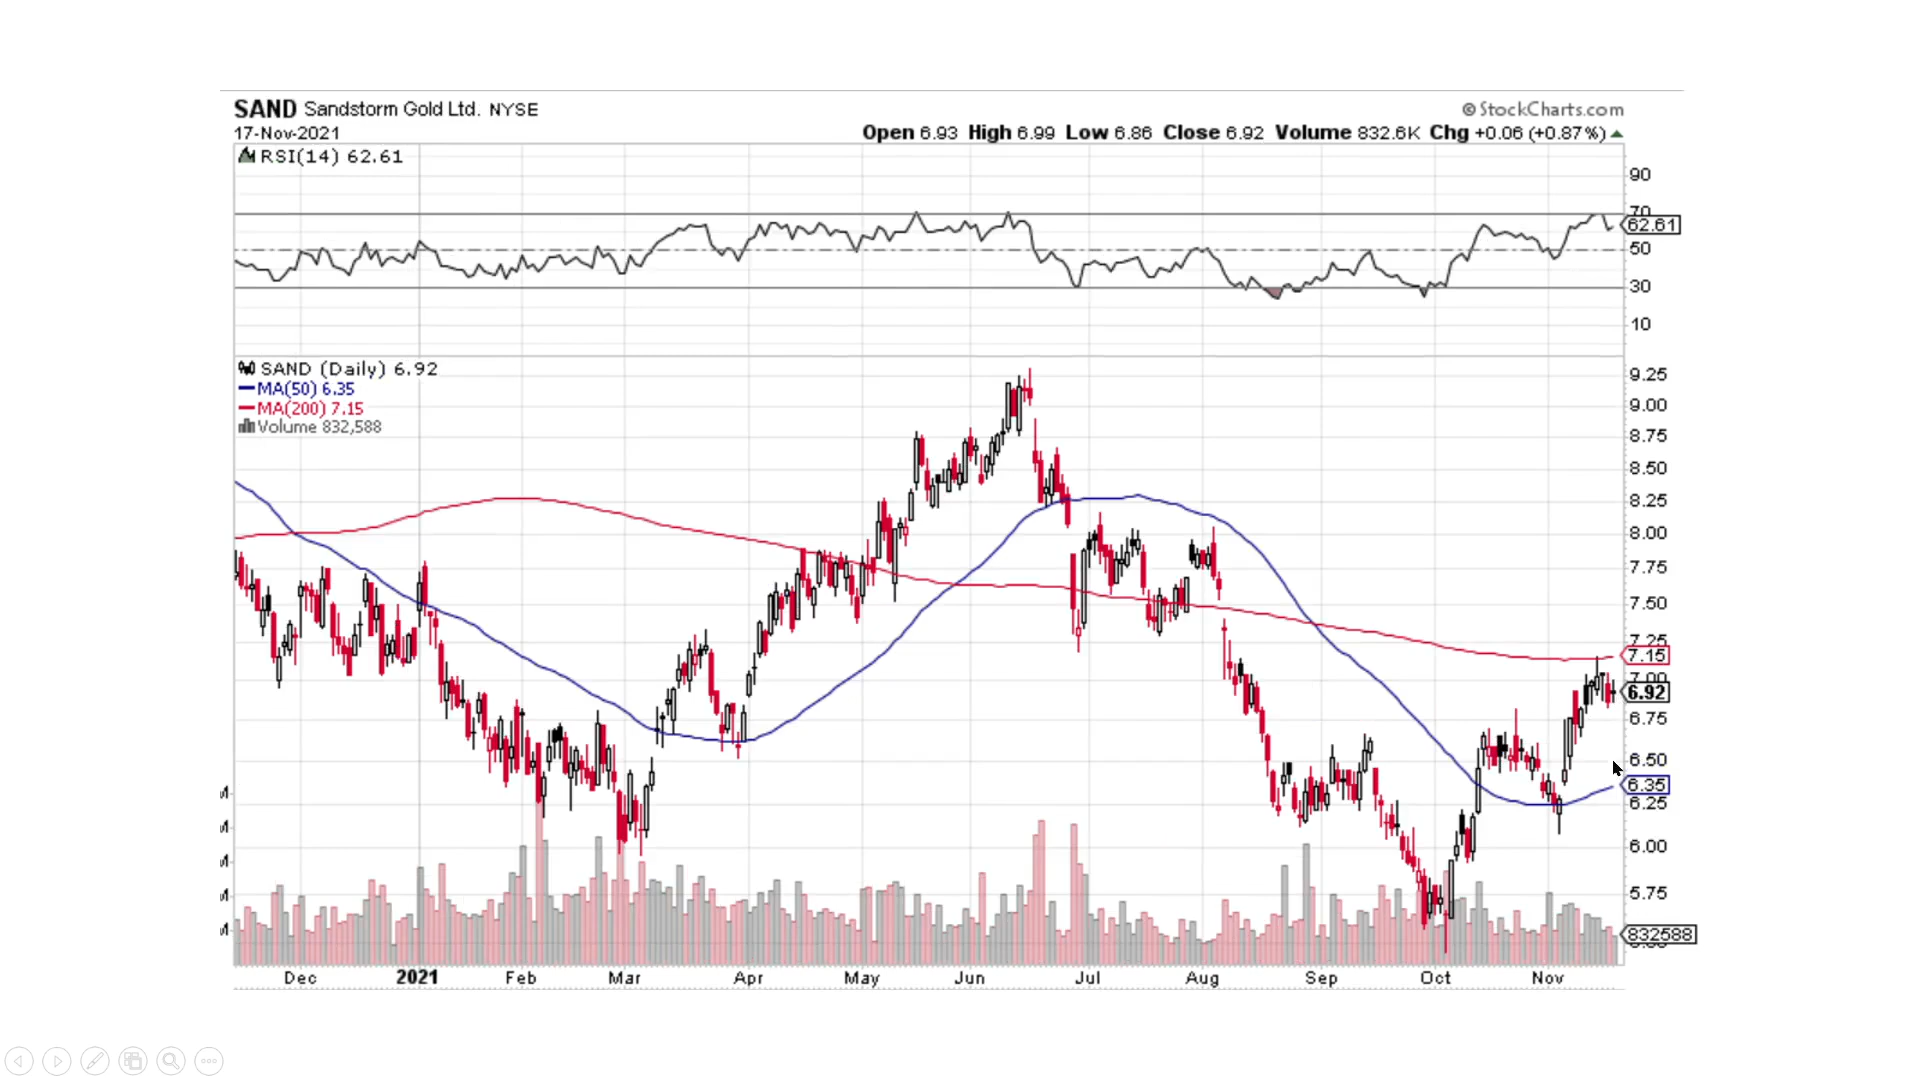 SAND Sandstorm Gold Ltd. NYSE
© StockCharts.com
17-Nov-2021
Open 6.93 High 6.99 Low 6.86 Close 6.92 Volume 832.6K Chg +0.06 (+0.87%)
RSI(14) 62.61
90
70
62.61
50
30
10
SAND (Daily) 6.92
MA(50) 6.35
MA(200) 7.15
Volume 832,588
9.25
9.00
8.75
8.50
8.25
8.00
7.75
7.50
7.25
7.15
7.00
6.92
6.75
6.50
6.35
6.25
6.00
5.75
832588
Dec 2021 Feb Mar Apr May Jun Jul Aug Sep Oct Nov